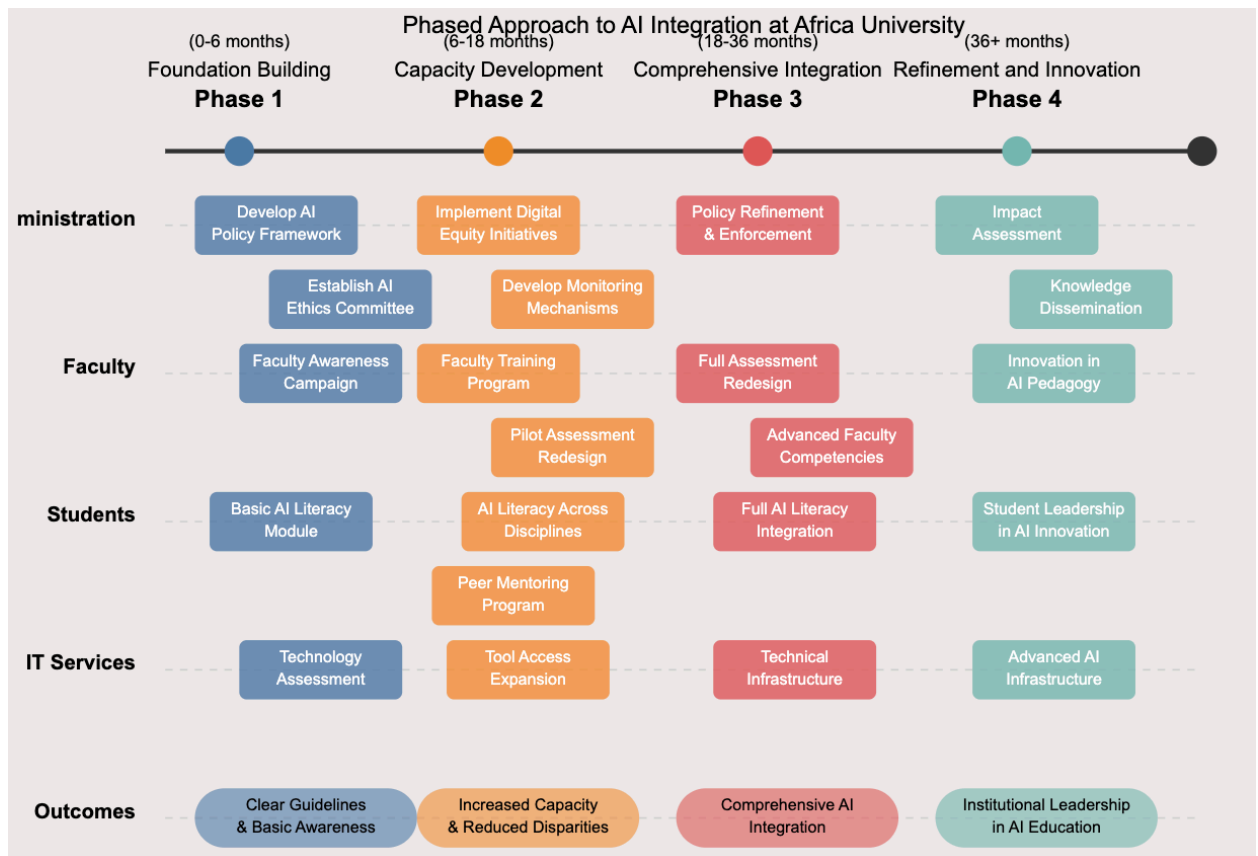 Phased Approach to AI Integration at Africa University
(0-6 months)
(6-18 months)
(18-36 months)
(36+ months)
Foundation Building
Capacity Development
Comprehensive Integration
Refinement and Innovation
Phase 1
Phase 2
Phase 3
Phase 4
ministration
Develop AI
Policy Framework
Implement Digital
Equity Initiatives
Policy Refinement
& Enforcement
Impact
Assessment
Establish AI
Ethics Committee
Develop Monitoring
Mechanisms
Knowledge
Dissemination
Faculty
Faculty Awareness
Campaign
Faculty Training
Program
Full Assessment
Redesign
Innovation in
AI Pedagogy
Pilot Assessment
Redesign
Advanced Faculty
Competencies
Students
Basic AI Literacy
Module
AI Literacy Across
Disciplines
Full AI Literacy
Integration
Student Leadership
in AI Innovation
Peer Mentoring
Program
IT Services
Technology
Assessment
Tool Access
Expansion
Technical
Infrastructure
Advanced AI
Infrastructure
Outcomes
Clear Guidelines
& Basic Awareness
Increased Capacity
& Reduced Disparities
Comprehensive AI
Integration
Institutional Leadership
in AI Education